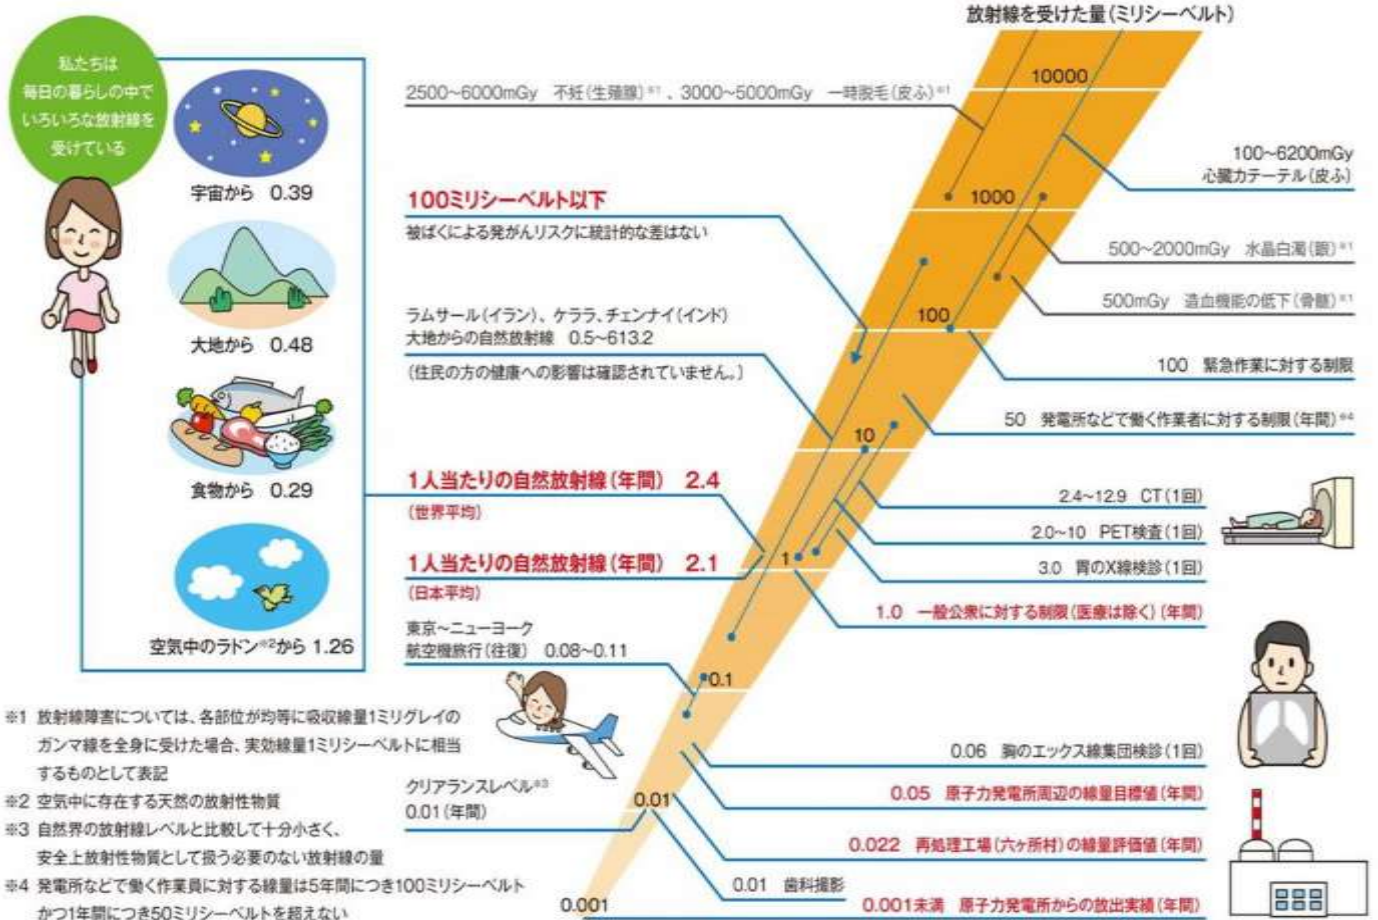 放射線を受けた量(ミリシーベルト)
私たちは
毎日の暮らしの中で
いろいろな放射線を
受けている
宇宙から 0.39
大地から 0.48
食物から 0.29
空気中のラドン※2から 1.26
2500~6000mGy 不妊(生殖腺)※1、3000~5000mGy 一時脱毛(皮ふ)※1
100ミリシーベルト以下
被ばくによる発がんリスクに統計的な差はない
ラムサール(イラン)、ケララ、チェンナイ(インド)
大地からの自然放射線 0.5~613.2
(住民の方の健康への影響は確認されていません。)
1人当たりの自然放射線(年間) 2.4
(世界平均)
1人当たりの自然放射線(年間) 2.1
(日本平均)
東京~ニューヨーク
航空機旅行(往復) 0.08~0.11
クリアランスレベル※3
0.01(年間)
10000
1000
100
10
1
0.1
0.01
0.001
100~6200mGy
心臓カテーテル(皮ふ)
500~2000mGy 水晶白濁(眼)※1
500mGy 造血機能の低下(骨髄)※1
100 緊急作業に対する制限
50 発電所などで働く作業者に対する制限(年間)※4
2.4~12.9 CT(1回)
2.0~10 PET検査(1回)
3.0 胃のX線検診(1回)
1.0 一般公衆に対する制限(医療は除く)(年間)
0.06 胸のエックス線集団検診(1回)
0.05 原子力発電所周辺の線量目標値(年間)
0.022 再処理工場(六ヶ所村)の線量評価値(年間)
0.01 歯科撮影
0.001未満 原子力発電所からの放出実績(年間)
※1 放射線障害については、各部位が均等に吸収線量1ミリグレイの
ガンマ線を全身に受けた場合、実効線量1ミリシーベルトに相当
するものとして表記
※2 空気中に存在する天然の放射性物質
※3 自然界の放射線レベルと比較して十分小さく、
安全上放射性物質として扱う必要のない放射線の量
※4 発電所などで働く作業員に対する線量は5年間につき100ミリシーベルト
かつ1年間につき50ミリシーベルトを超えない